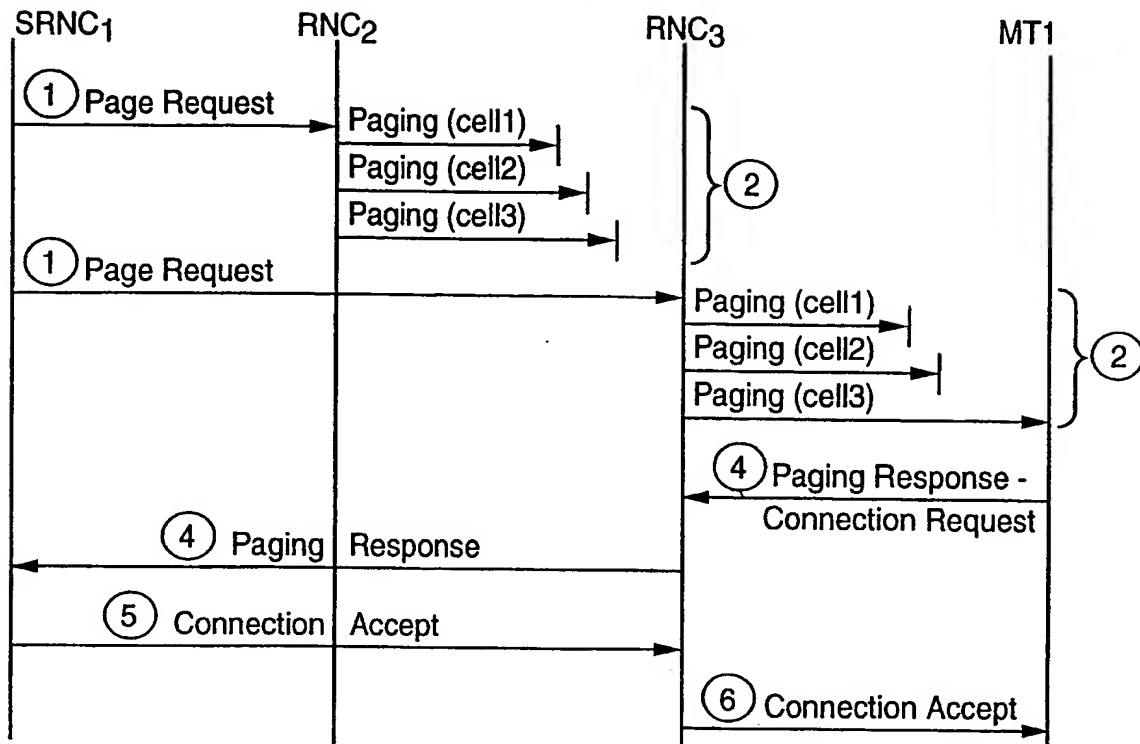 SRNC1 RNC2 RNC3 MT1
1 Page Request
Paging (cell1)
Paging (cell2)
Paging (cell3)
2
1 Page Request
Paging (cell1)
Paging (cell2)
Paging (cell3)
2
4 Paging Response -
Connection Request
4 Paging Response
5 Connection Accept
6 Connection Accept